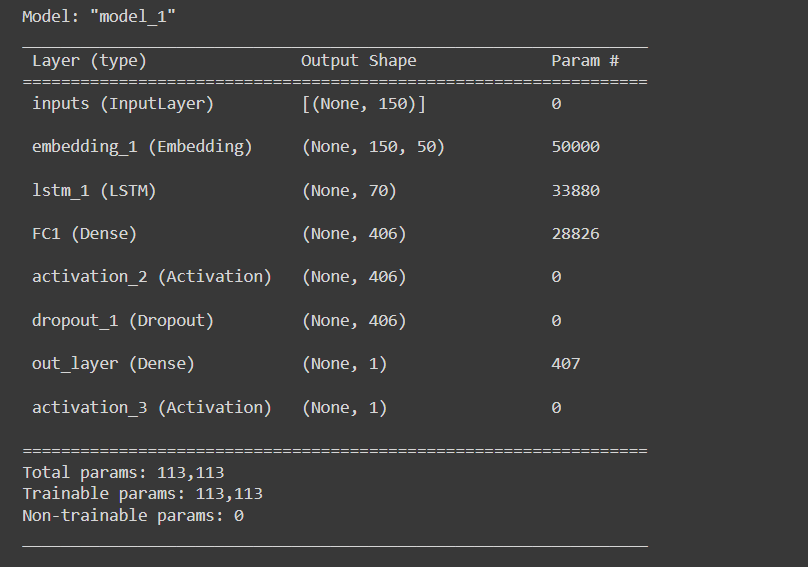 Model: "model_1"
_________________________________________________________________
Layer (type) Output Shape Param #
=================================================================
inputs (InputLayer) [(None, 150)] 0
embedding_1 (Embedding) (None, 150, 50) 50000
lstm_1 (LSTM) (None, 70) 33880
FC1 (Dense) (None, 406) 28826
activation_2 (Activation) (None, 406) 0
dropout_1 (Dropout) (None, 406) 0
out_layer (Dense) (None, 1) 407
activation_3 (Activation) (None, 1) 0
=================================================================
Total params: 113,113
Trainable params: 113,113
Non-trainable params: 0
_________________________________________________________________